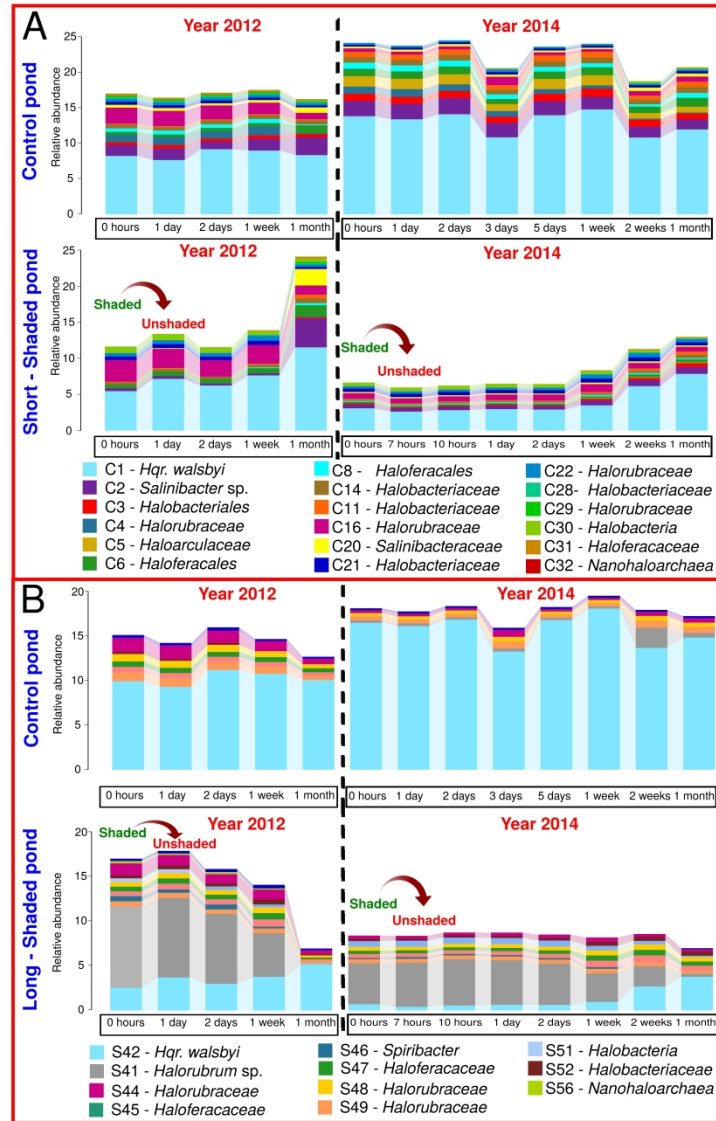 A
Year 2012
Year 2014
Control pond
Relative abundance
25
20
15
10
5
0
0 hours 1 day 2 days 1 week 1 month
0 hours 1 day 2 days 3 days 5 days 1 week 2 weeks 1 month
Short - Shaded pond
Relative abundance
25
20
15
10
5
0
Year 2012
Year 2014
Shaded
Unshaded
Shaded
Unshaded
0 hours 1 day 2 days 1 week 1 month
0 hours 7 hours 10 hours 1 day 2 days 1 week 2 weeks 1 month
C1 - Hqr. walsbyi
C2 - Salinibacter sp.
C3 - Halobacteriales
C4 - Halorubraceae
C5 - Haloarculaceae
C6 - Haloferacales
C8 - Haloferacales
C14 - Halobacteriaceae
C11 - Halobacteriaceae
C16 - Halorubraceae
C20 - Salinibacteraceae
C21 - Halobacteriaceae
C22 - Halorubraceae
C28- Halobacteriaceae
C29 - Halorubraceae
C30 - Halobacteria
C31 - Haloferacaceae
C32 - Nanohaloarchaea
B
Year 2012
Year 2014
Control pond
Relative abundance
20
15
10
5
0
0 hours 1 day 2 days 1 week 1 month
0 hours 1 day 2 days 3 days 5 days 1 week 2 weeks 1 month
Long - Shaded pond
Relative abundance
20
15
10
5
0
Year 2012
Year 2014
Shaded
Unshaded
Shaded
Unshaded
0 hours 1 day 2 days 1 week 1 month
0 hours 7 hours 10 hours 1 day 2 days 1 week 2 weeks 1 month
S42 - Hqr. walsbyi
S41 - Halorubrum sp.
S44 - Halorubraceae
S45 - Haloferacaceae
S46 - Spiribacter
S47 - Haloferacaceae
S48 - Halorubraceae
S49 - Halorubraceae
S51 - Halobacteria
S52 - Halobacteriaceae
S56 - Nanohaloarchaea